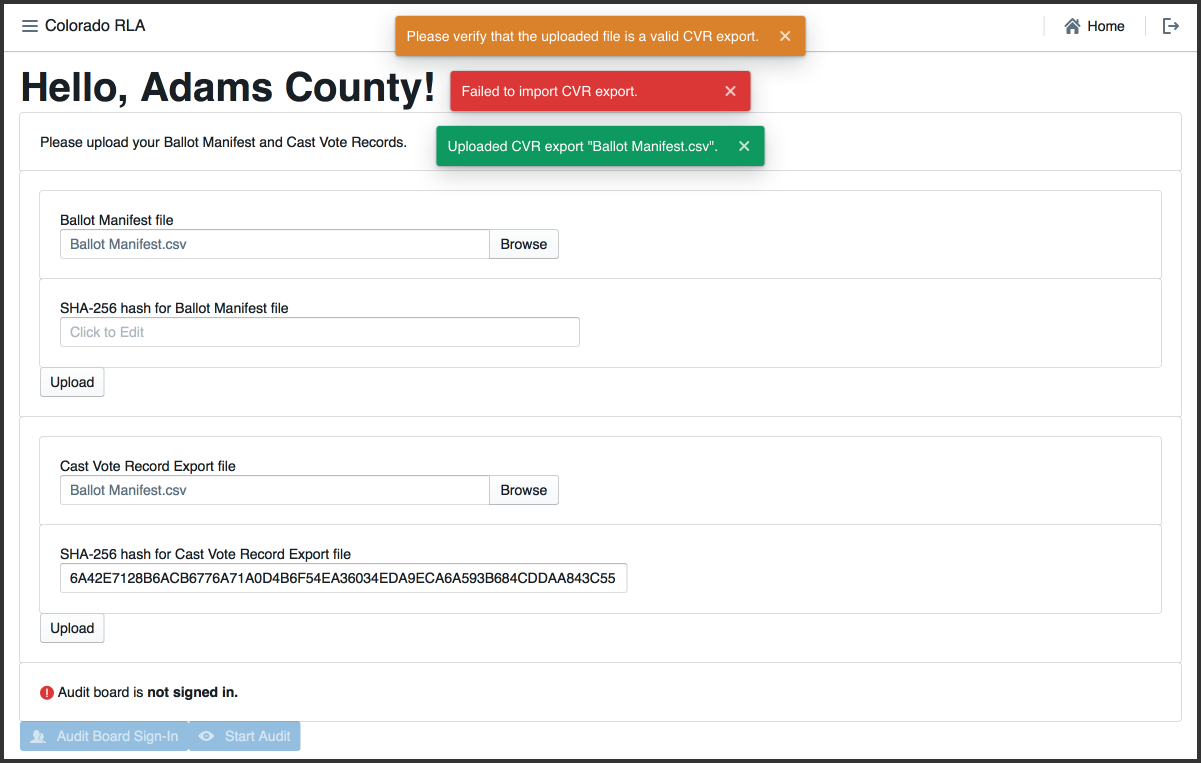 Colorado RLA
Home
Please verify that the uploaded file is a valid CVR export.
Hello, Adams County!
Failed to import CVR export.
Please upload your Ballot Manifest and Cast Vote Records.
Uploaded CVR export "Ballot Manifest.csv".
Ballot Manifest file
Ballot Manifest.csv
Browse
SHA-256 hash for Ballot Manifest file
Click to Edit
Upload
Cast Vote Record Export file
Ballot Manifest.csv
Browse
SHA-256 hash for Cast Vote Record Export file
6A42E7128B6ACB6776A71A0D4B6F54EA36034EDA9ECA6A593B684CDDAA843C55
Upload
Audit board is not signed in.
Audit Board Sign-In
Start Audit